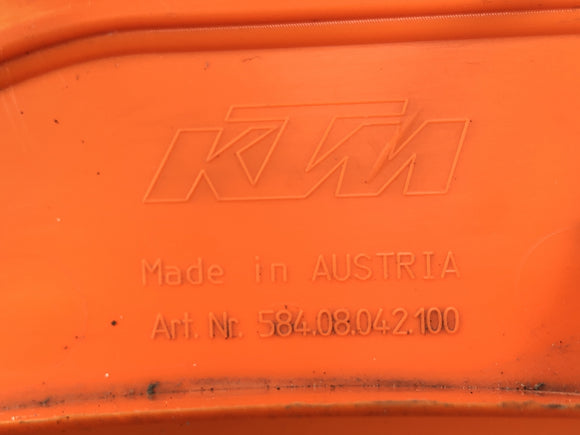 KTM
Made in AUSTRIA
Art. Nr. 584.08.042.100